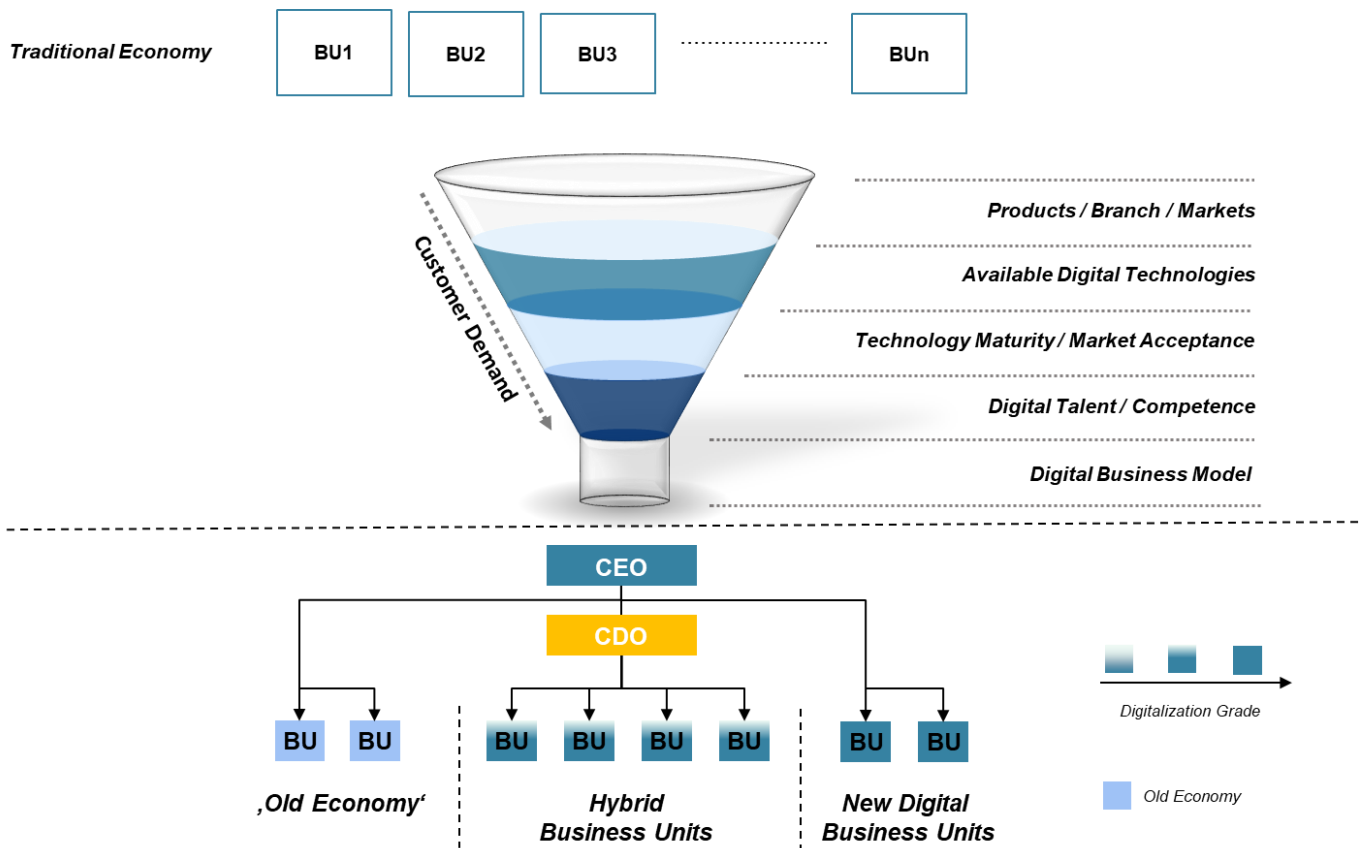 Traditional Economy
BU1
BU2
BU3
BUn
Products / Branch / Markets
Available Digital Technologies
Technology Maturity / Market Acceptance
Digital Talent / Competence
Digital Business Model
Customer Demand
CEO
CDO
BU
BU
BU
BU
BU
BU
BU
BU
‚Old Economy‘
Hybrid
Business Units
New Digital
Business Units
Digitalization Grade
Old Economy